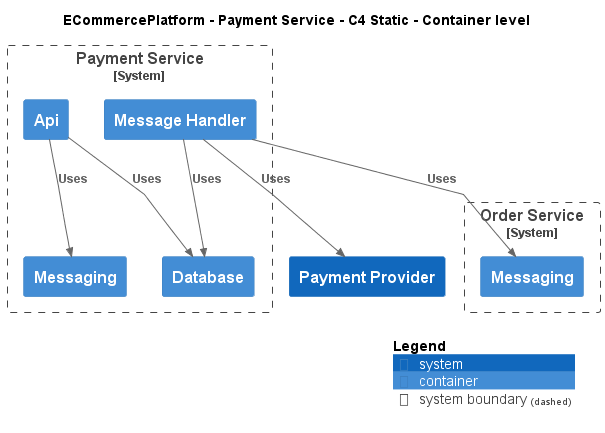 ECommercePlatform - Payment Service - C4 Static - Container level
Payment Service
[System]
Api
Message Handler
Uses
Uses
Uses
Uses
Uses
Order Service
[System]
Messaging
Database
Payment Provider
Messaging
Legend
system
container
system boundary (dashed)